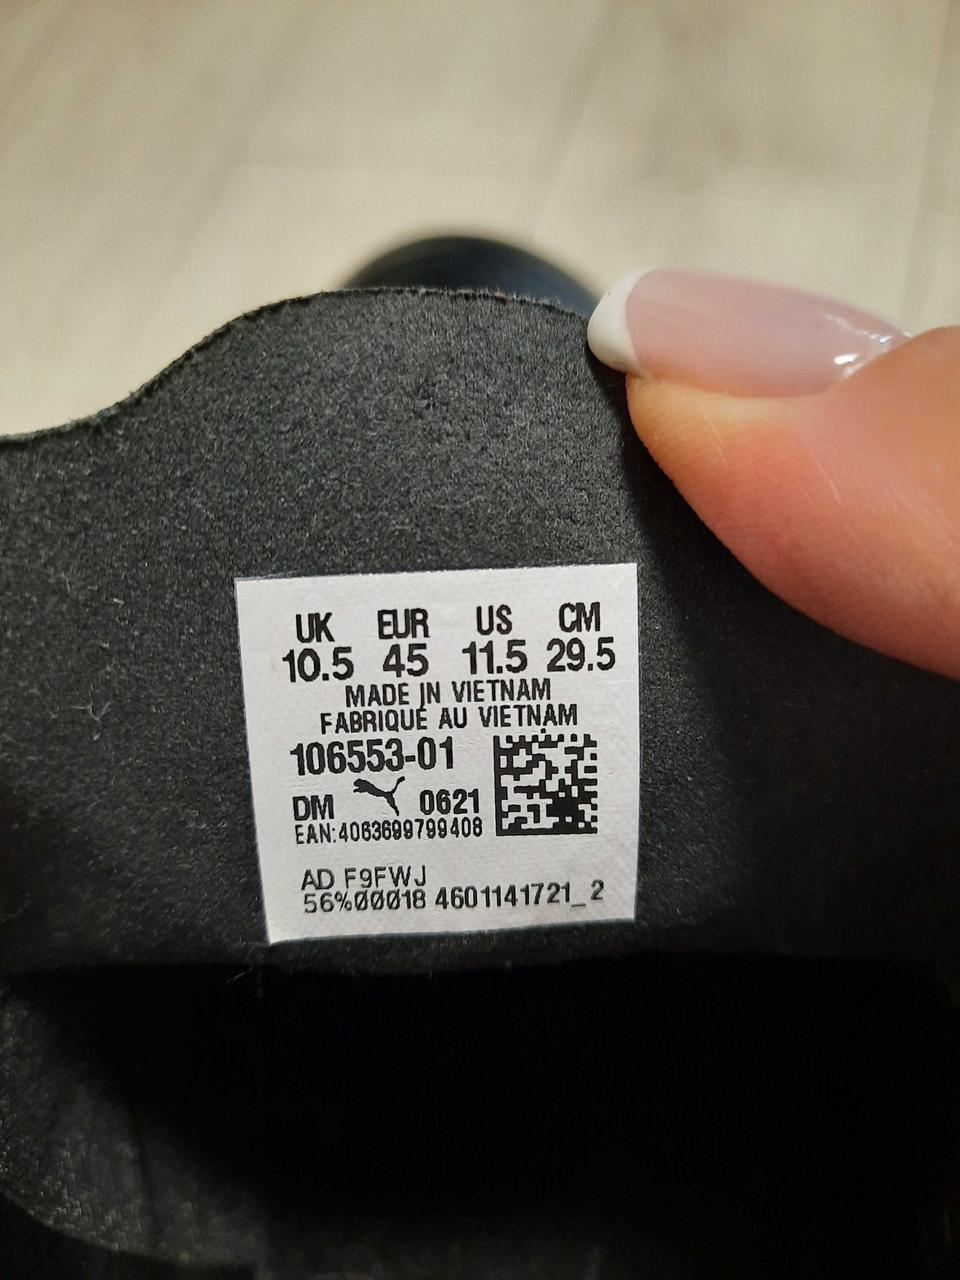 UK EUR US CM
10.5 45 11.5 29.5
MADE IN VIETNAM
FABRIQUÉ AU VIETNAM
106553-01
DM 0621
EAN:4063699799408
AD F9FWJ
56%00018 4601141721_2